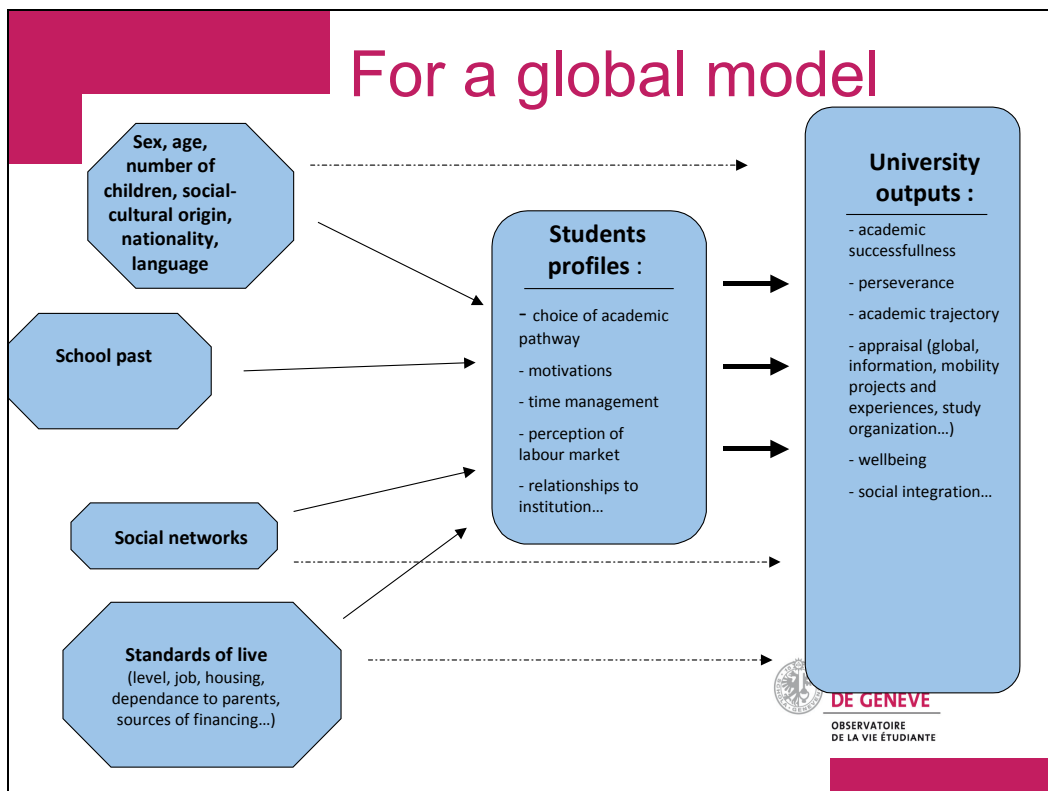 For a global model
Sex, age,
number of
children, social-
cultural origin,
nationality,
language
School past
Social networks
Standards of live
(level, job, housing,
dependance to parents,
sources of financing…)
Students
profiles :
- choice of academic
pathway
- motivations
- time management
- perception of
labour market
- relationships to
institution…
University
outputs :
- academic
successfullness
- perseverance
- academic trajectory
- appraisal (global,
information, mobility
projects and
experiences, study
organization…)
- wellbeing
- social integration…
DE GENÈVE
OBSERVATOIRE
DE LA VIE ÉTUDIANTE